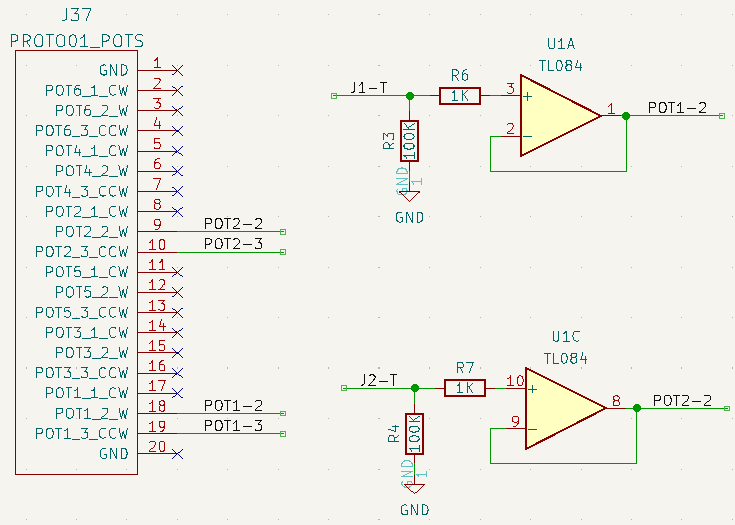 J37
PROTO01_POTS
GND 1
POT6_1_CW 2
POT6_2_W 3
POT6_3_CCW 4
POT4_1_CW 5
POT4_2_W 6
POT4_3_CCW 7
POT2_1_CW 8
POT2_2_W 9 POT2-2
POT2_3_CCW 10 POT2-3
POT5_1_CW 11
POT5_2_W 12
POT5_3_CCW 13
POT3_1_CW 14
POT3_2_W 15
POT3_3_CCW 16
POT1_1_CW 17
POT1_2_W 18 POT1-2
POT1_3_CCW 19 POT1-3
GND 20
U1A
TL084
J1-T
R6
1K
3
+
2
−
1
POT1-2
R3
100K
GND
1
GND
U1C
TL084
J2-T
R7
1K
10
+
9
−
8
POT2-2
R4
100K
GND
1
GND